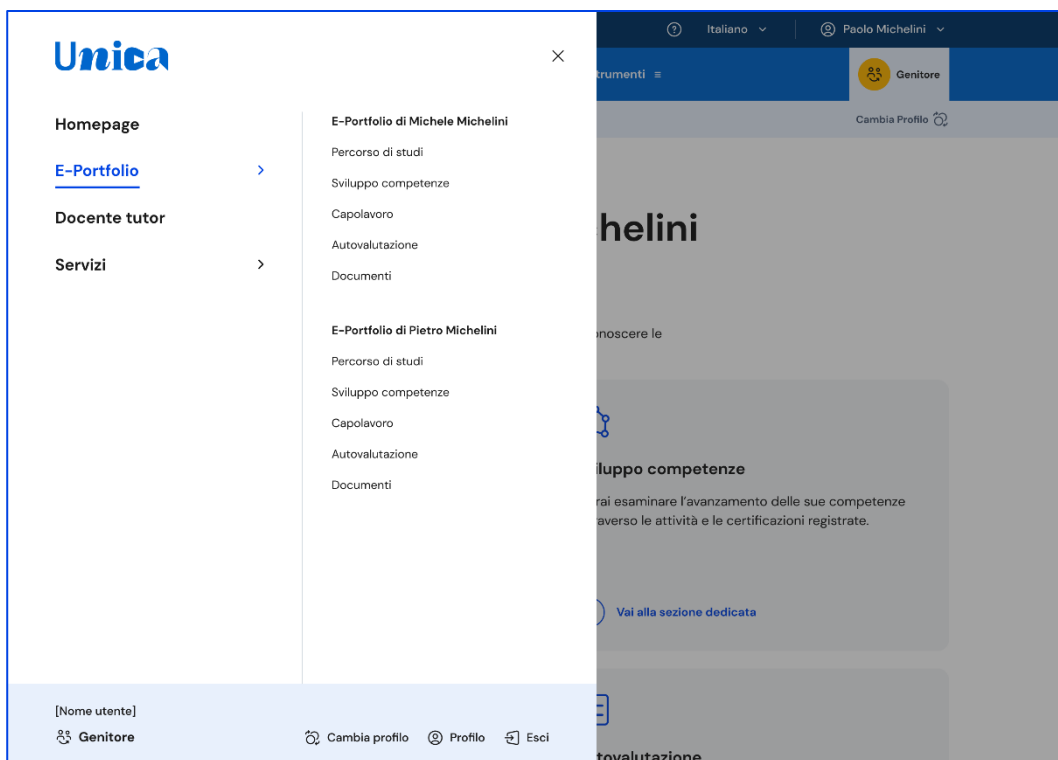 Unica
Homepage
E-Portfolio
Docente tutor
Servizi
E-Portfolio di Michele Michelini
Percorso di studi
Sviluppo competenze
Capolavoro
Autovalutazione
Documenti
E-Portfolio di Pietro Michelini
Percorso di studi
Sviluppo competenze
Capolavoro
Autovalutazione
Documenti
[Nome utente]
Genitore
Cambia profilo
Profilo
Esci
Italiano
Paolo Michelini
trumenti
Genitore
Cambia Profilo
helini
noscere le
iluppo competenze
rai esaminare l’avanzamento delle sue competenze
averso le attività e le certificazioni registrate.
Vai alla sezione dedicata
tovalutazione